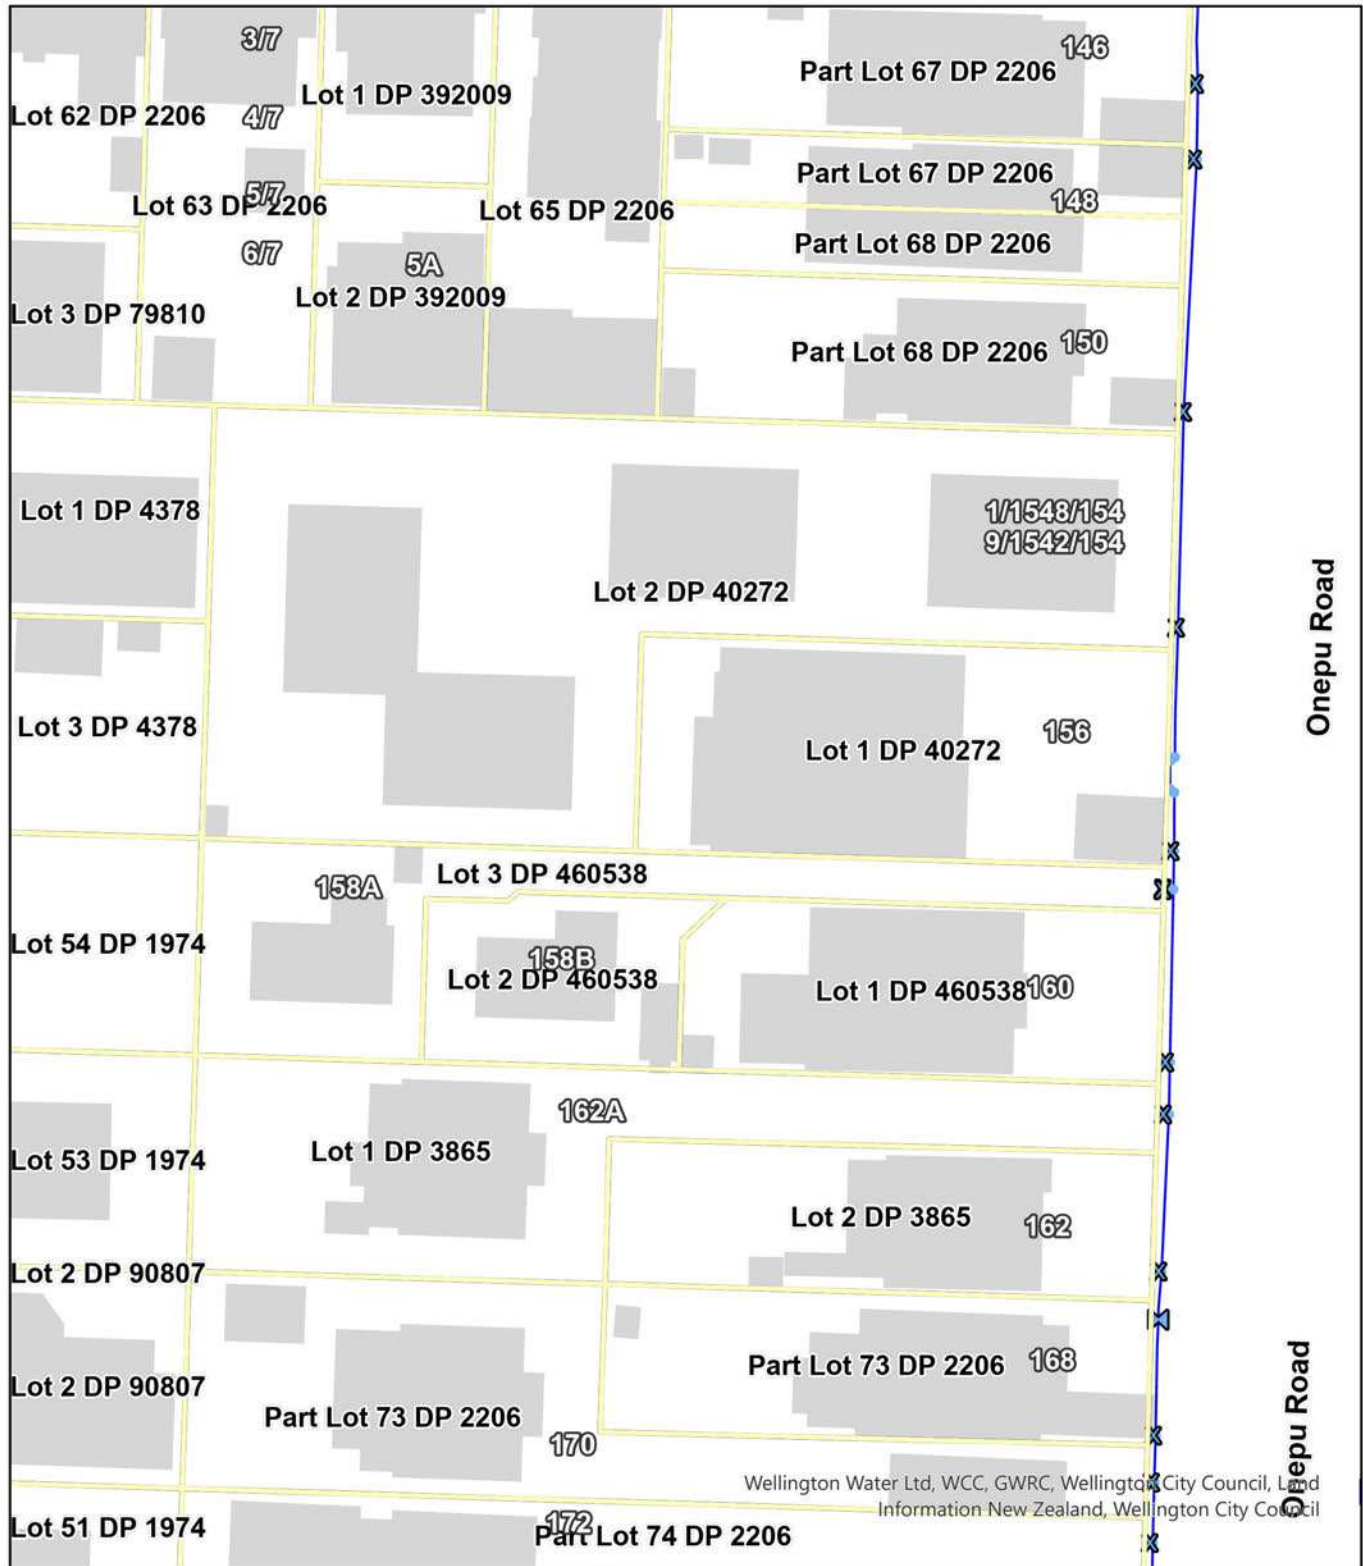 3/7
146
Part Lot 67 DP 2206
Lot 1 DP 392009
Lot 62 DP 2206
4/7
Part Lot 67 DP 2206
5/7
148
Lot 63 DP 2206
Lot 65 DP 2206
Part Lot 68 DP 2206
6/7
5A
Lot 2 DP 392009
Lot 3 DP 79810
150
Part Lot 68 DP 2206
Lot 1 DP 4378
1/1548/154
9/1542/154
Lot 2 DP 40272
Onepu Road
Lot 3 DP 4378
156
Lot 1 DP 40272
Lot 3 DP 460538
158A
Lot 54 DP 1974
158B
Lot 2 DP 460538
Lot 1 DP 460538
160
162A
Lot 1 DP 3865
Lot 53 DP 1974
Lot 2 DP 3865
162
Lot 2 DP 90807
Part Lot 73 DP 2206
168
Lot 2 DP 90807
Part Lot 73 DP 2206
170
Onepu Road
Wellington Water Ltd, WCC, GWRC, Wellington City Council, Land
Information New Zealand, Wellington City Council
Lot 51 DP 1974
172
Part Lot 74 DP 2206